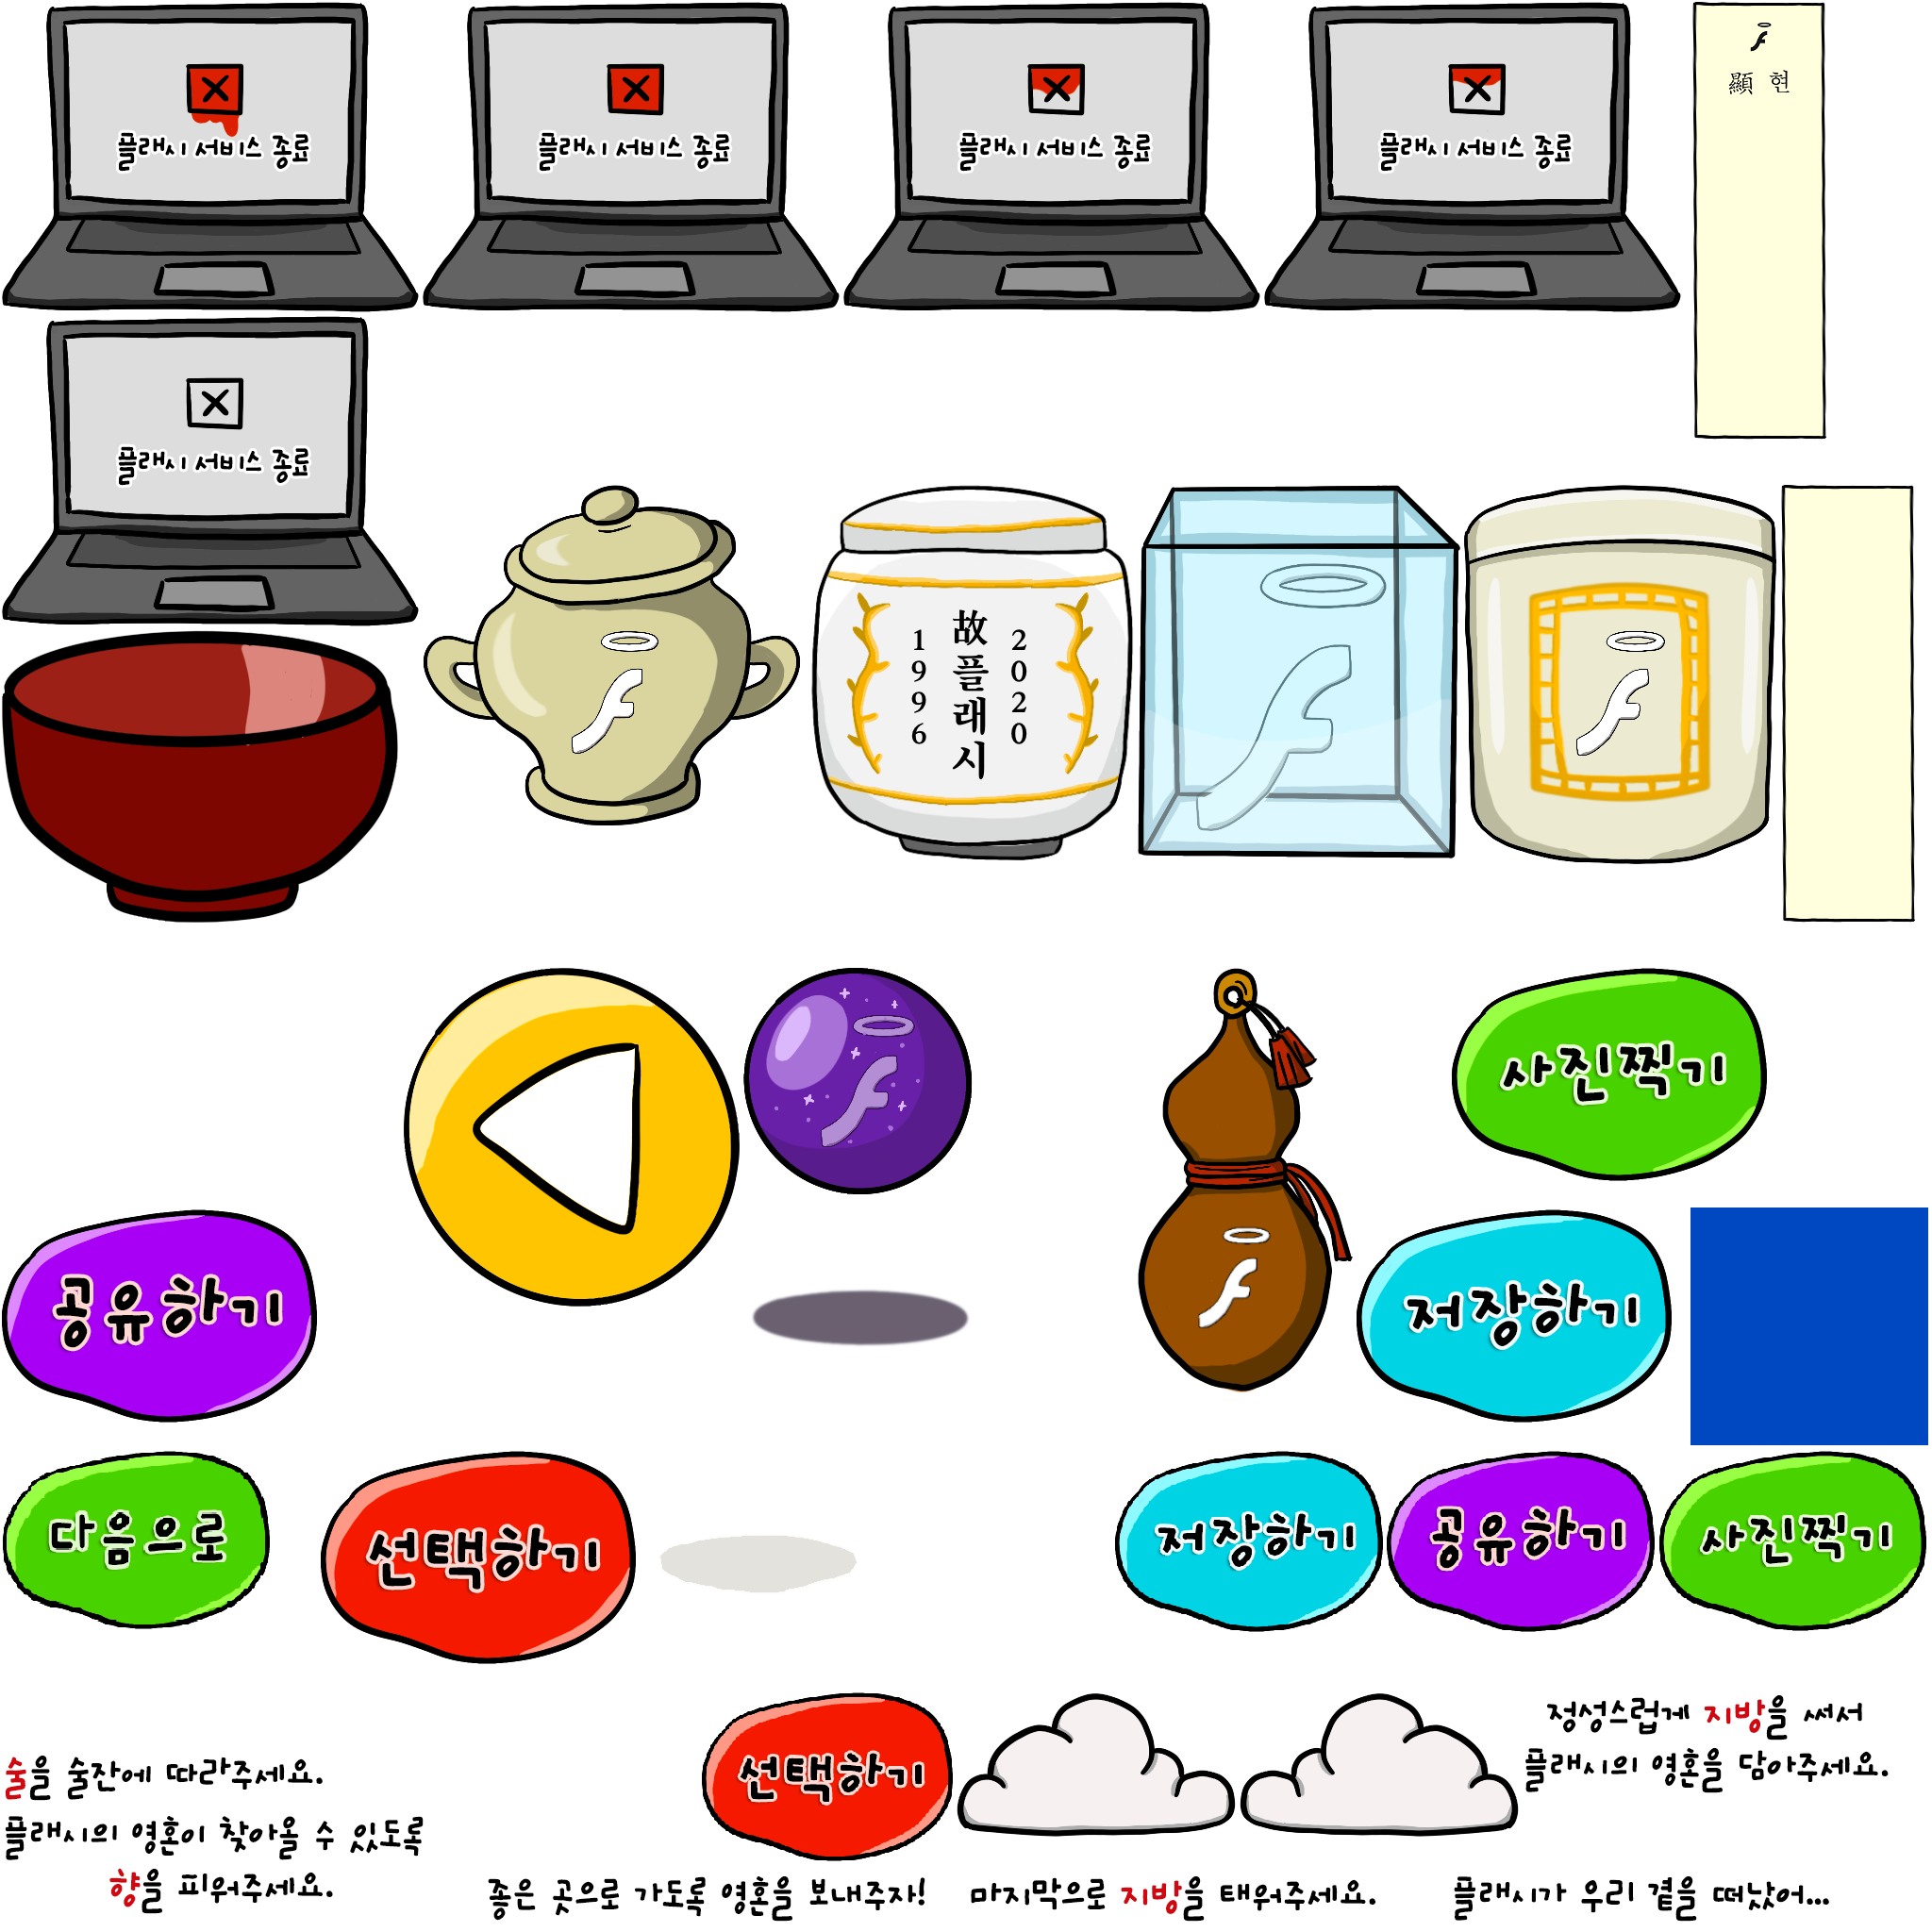 플래시 서비스 종료
플래시 서비스 종료
플래시 서비스 종료
플래시 서비스 종료
顯 현
플래시 서비스 종료
1996
故플래시
2020
사진찍기
공유하기
저장하기
다음으로
선택하기
저장하기
공유하기
사진찍기
선택하기
정성스럽게 지방을 써서
플래시의 영혼을 담아주세요.
술을 술잔에 따라주세요.
플래시의 영혼이 찾아올 수 있도록
향을 피워주세요.
좋은 곳으로 가도록 영혼을 보내주자!
마지막으로 지방을 태워주세요.
플래시가 우리 곁을 떠났어...